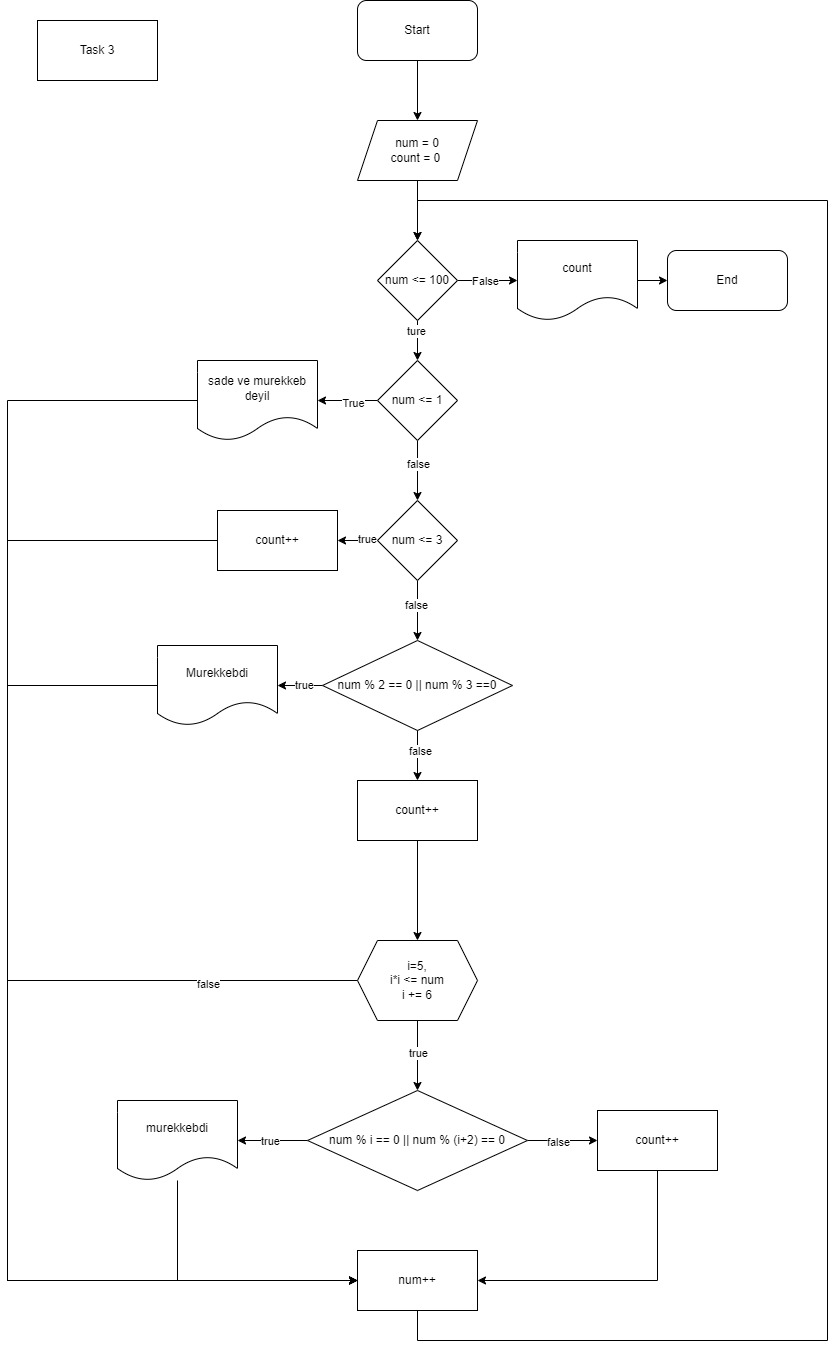 Task 3
Start
num = 0
count = 0
num <= 100
False
count
End
ture
sade ve murekkeb
deyil
True
num <= 1
false
count++
true
num <= 3
false
Murekkebdi
true
num % 2 == 0 || num % 3 ==0
false
count++
i=5,
i*i <= num
i += 6
false
true
murekkebdi
true
num % i == 0 || num % (i+2) == 0
false
count++
num++